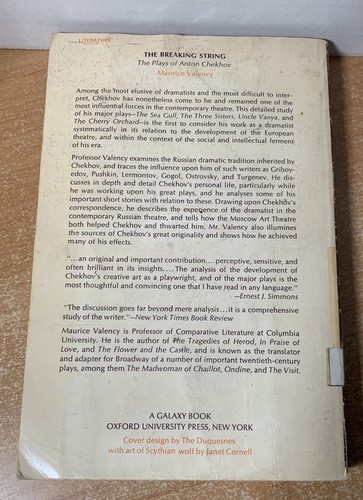 LITERATURE
THE BREAKING STRING
The Plays of Anton Chekhov
Maurice Valency
Among the most elusive of dramatists and the most difficult to inter-
pret, Chekhov has nonetheless come to be and remained one of the
most influential forces in the contemporary theatre. This detailed study
of his major plays—The Sea Gull, The Three Sisters, Uncle Vanya, and
The Cherry Orchard—is the first to consider his work as a dramatist
systematically in its relation to the development of the European
theatre, and within the context of the social and intellectual ferment
of his era.
Professor Valency examines the Russian dramatic tradition inherited by
Chekhov, and traces the influence upon him of such writers as Griboy-
edov, Pushkin, Lermontov, Gogol, Ostrovsky, and Turgenev. He dis-
cusses in depth and detail Chekhov's personal life, particularly while
he was working upon his great plays, and he analyses some of his
important short stories with relation to these. Drawing upon Chekhov's
correspondence, he describes the experience of the dramatist in the
contemporary Russian theatre, and tells how the Moscow Art Theatre
both helped Chekhov and thwarted him. Mr. Valency also illumines
the sources of Chekhov's great originality and shows how he achieved
many of his effects.
"...an original and important contribution....perceptive, sensitive, and
often brilliant in its insights....The analysis of the development of
Chekhov's creative art as a playwright, and of the major plays is the
most thoughtful and convincing one that I have read in any language."
—Ernest J. Simmons
"The discussion goes far beyond mere analysis...it is a comprehensive
study of the writer."—New York Times Book Review
Maurice Valency is Professor of Comparative Literature at Columbia
University. He is the author of The Tragedies of Herod, In Praise of
Love, and The Flower and the Castle, and is known as the translator
and adapter for Broadway of a number of important twentieth-century
plays, among them The Madwoman of Chaillot, Ondine, and The Visit.
A GALAXY BOOK
OXFORD UNIVERSITY PRESS, NEW YORK
Cover design by The Duquesnes
with art of Scythian wolf by Janet Cornell